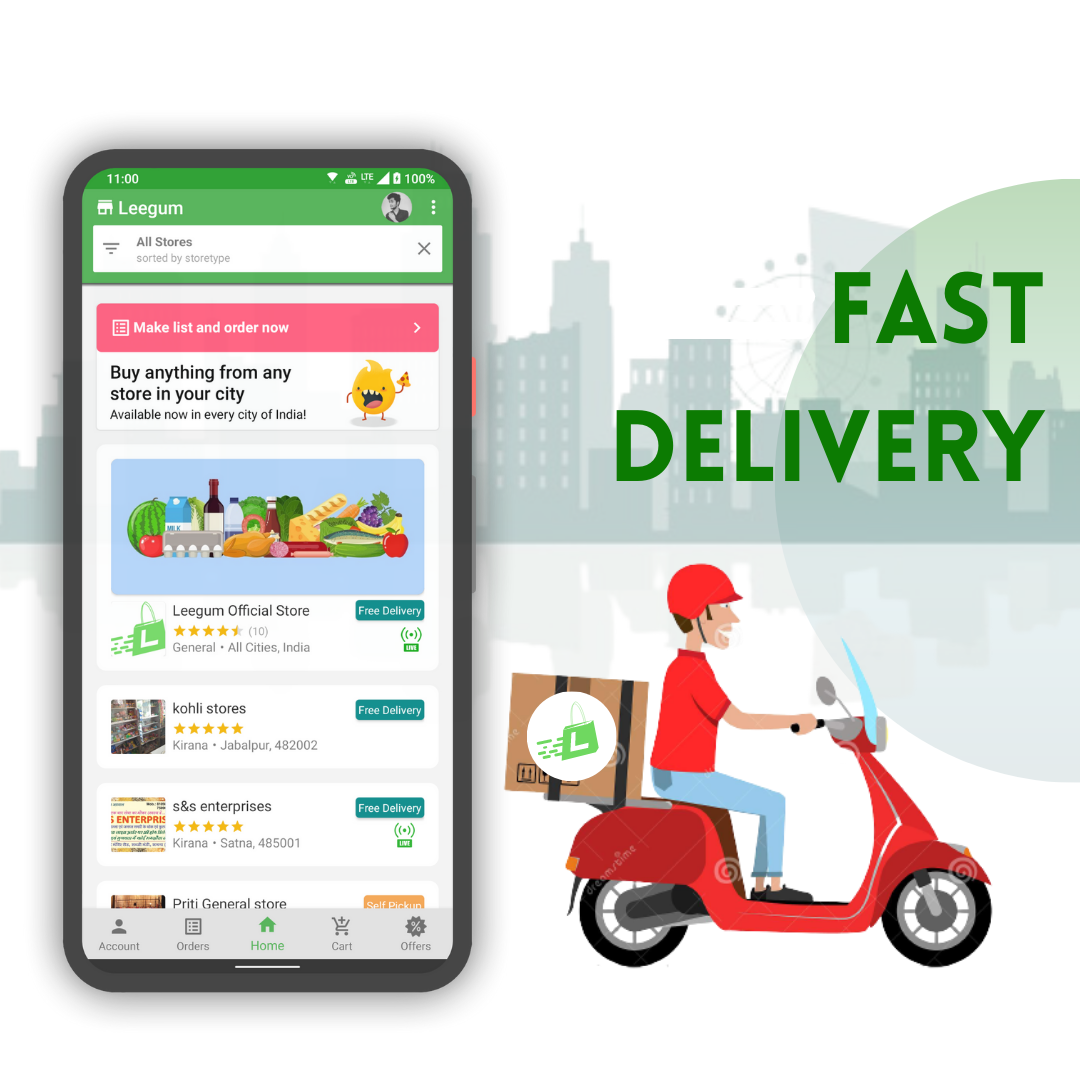 11:00
LTE
100%
Leegum
All Stores
sorted by storetype
Make list and order now
Buy anything from any
store in your city
Available now in every city of India!
MILK
Leegum Official Store
Free Delivery
(10)
General • All Cities, India
LIVE
L
kohli stores
Free Delivery
Kirana • Jabalpur, 482002
s&s enterprises
Free Delivery
S ENTERPRIS
Kirana • Satna, 485001
LIVE
Priti General store
Self Pickup
Account
Orders
Home
Cart
Offers
FAST
DELIVERY
L
dreamstime